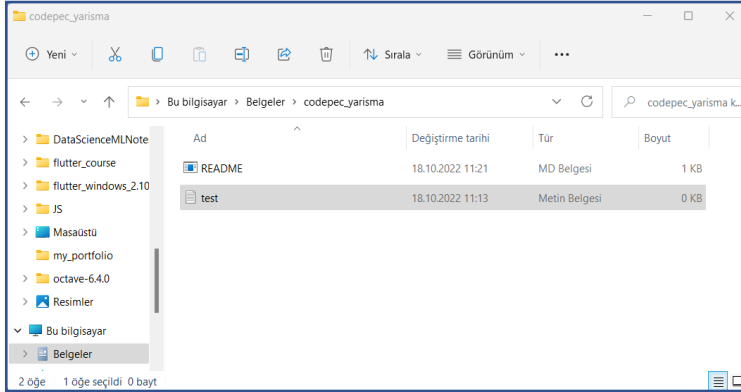 codepec_yarisma
Yeni
Sırala
Görünüm
Bu bilgisayar > Belgeler > codepec_yarisma
codepec_yarisma k...
DataScienceMLNote
flutter_course
flutter_windows_2.10
JS
Masaüstü
my_portfolio
octave-6.4.0
Resimler
Bu bilgisayar
Belgeler
Ad Değiştirme tarihi Tür Boyut
README 18.10.2022 11:21 MD Belgesi 1 KB
test 18.10.2022 11:13 Metin Belgesi 0 KB
2 öğe 1 öğe seçildi 0 bayt